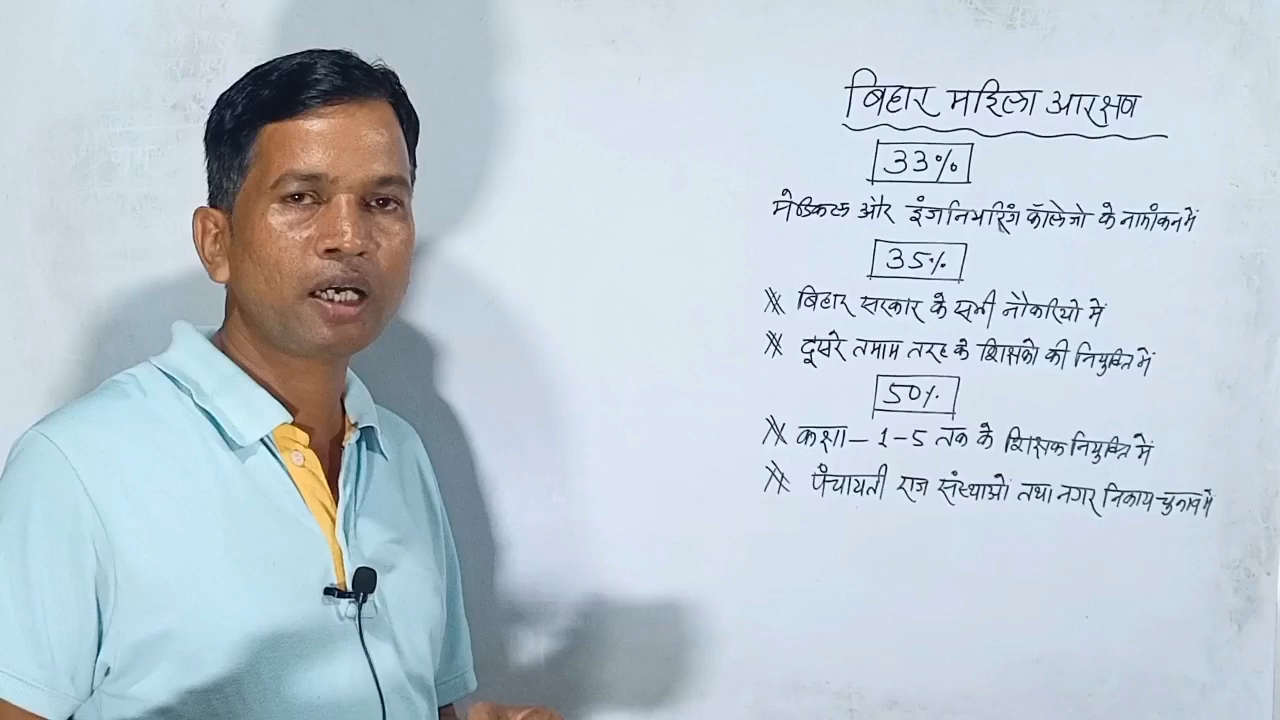 बिहार महिला आरक्षण
33%
मेडिकल और इंजनियरिंग कॉलेजो के नामांकन में
35%
बिहार सरकार के सभी नौकरियो में
दूसरे तमाम तरह के शिक्षको की नियुक्ति में
50%
कक्षा - 1-5 तक के शिक्षक नियुक्ति में
पंचायती राज संस्थाओं तथा नगर निकाय चुनाव में